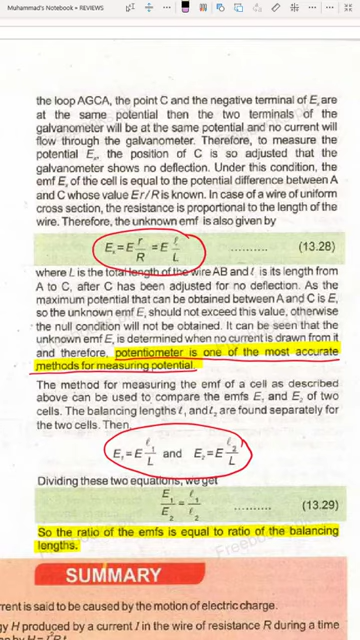 Muhammad's Notebook • REVIEWS
the loop AGCA, the point C and the negative terminal of Eₓ are
at the same potential then the two terminals of the
galvanometer will be at the same potential and no current will
flow through the galvanometer. Therefore, to measure the
potential Eₓ, the position of C is so adjusted that the
galvanometer shows no deflection. Under this condition, the
emf Eₓ of the cell is equal to the potential difference between A
and C whose value Er/R is known. In case of a wire of uniform
cross section, the resistance is proportional to the length of the
wire. Therefore, the unknown emf is also given by
Eₓ = E r/R = E ℓ/L .......... (13.28)
where L is the total length of the wire AB and ℓ is its length from
A to C, after C has been adjusted for no deflection. As the
maximum potential that can be obtained between A and C is E,
so the unknown emf Eₓ should not exceed this value, otherwise
the null condition will not be obtained. It can be seen that the
unknown emf Eₓ is determined when no current is drawn from it
and therefore, potentiometer is one of the most accurate
methods for measuring potential.
The method for measuring the emf of a cell as described
above can be used to compare the emfs E₁ and E₂ of two
cells. The balancing lengths ℓ₁ and ℓ₂ are found separately for
the two cells. Then,
E₁ = E ℓ₁/L and E₂ = E ℓ₂/L
Dividing these two equations, we get
E₁/E₂ = ℓ₁/ℓ₂ .......... (13.29)
So the ratio of the emfs is equal to ratio of the balancing
lengths.
SUMMARY
rrent is said to be caused by the motion of electric charge.
gy H produced by a current I in the wire of resistance R during a time